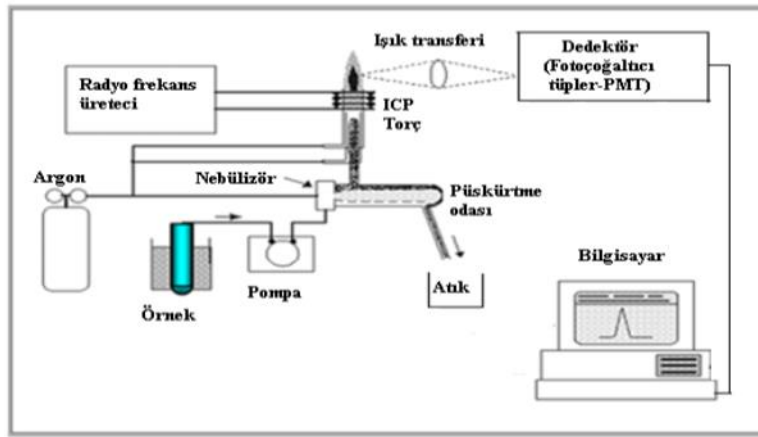 Işık transferi
Dedektör
(Fotoçoğaltıcı
tüpler-PMT)
Radyo frekans
üreteci
ICP
Torç
Argon
Nebülizör
Püskürtme
odası
Örnek
Pompa
Atık
Bilgisayar